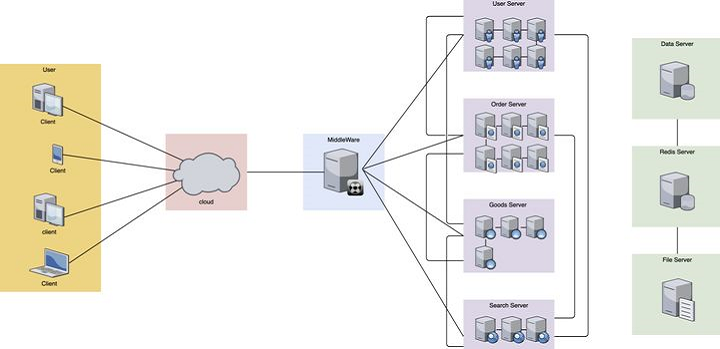 User
Client
Client
client
Client
cloud
MiddleWare
User Server
Order Server
Goods Server
Search Server
Data Server
Redis Server
File Server